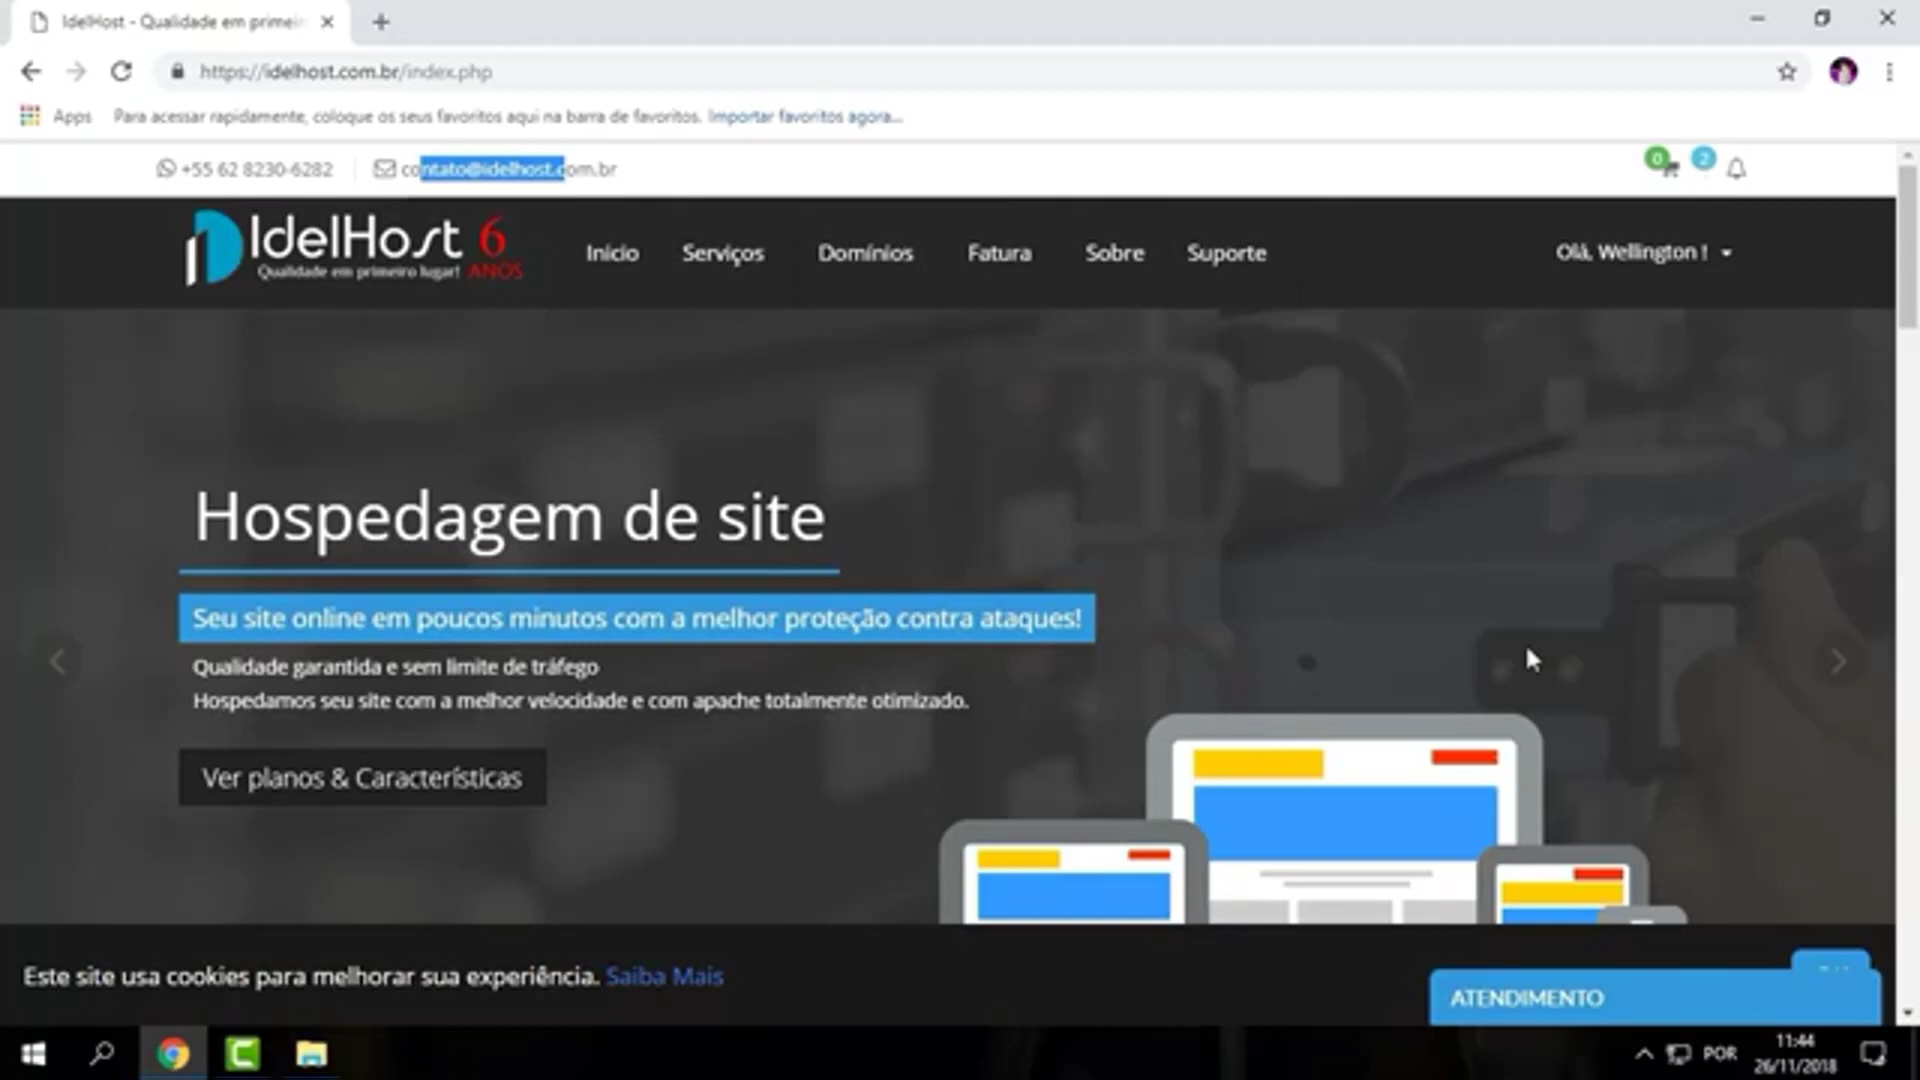 IdelHost - Qualidade em primeir
https://idelhost.com.br/index.php
Apps Para acessar rapidamente, coloque os seus favoritos aqui na barra de favoritos. Importar favoritos agora...
+55 62 8230-6282 contato@idelhost.com.br
0 2
IdelHost 6
Qualidade em primeiro lugar! ANOS
Inicio Serviços Domínios Fatura Sobre Suporte Olá, Wellington !
Hospedagem de site
Seu site online em poucos minutos com a melhor proteção contra ataques!
Qualidade garantida e sem limite de tráfego
Hospedamos seu site com a melhor velocidade e com apache totalmente otimizado.
Ver planos & Características
Este site usa cookies para melhorar sua experiência. Saiba Mais
ATENDIMENTO
POR
11:44
26/11/2018